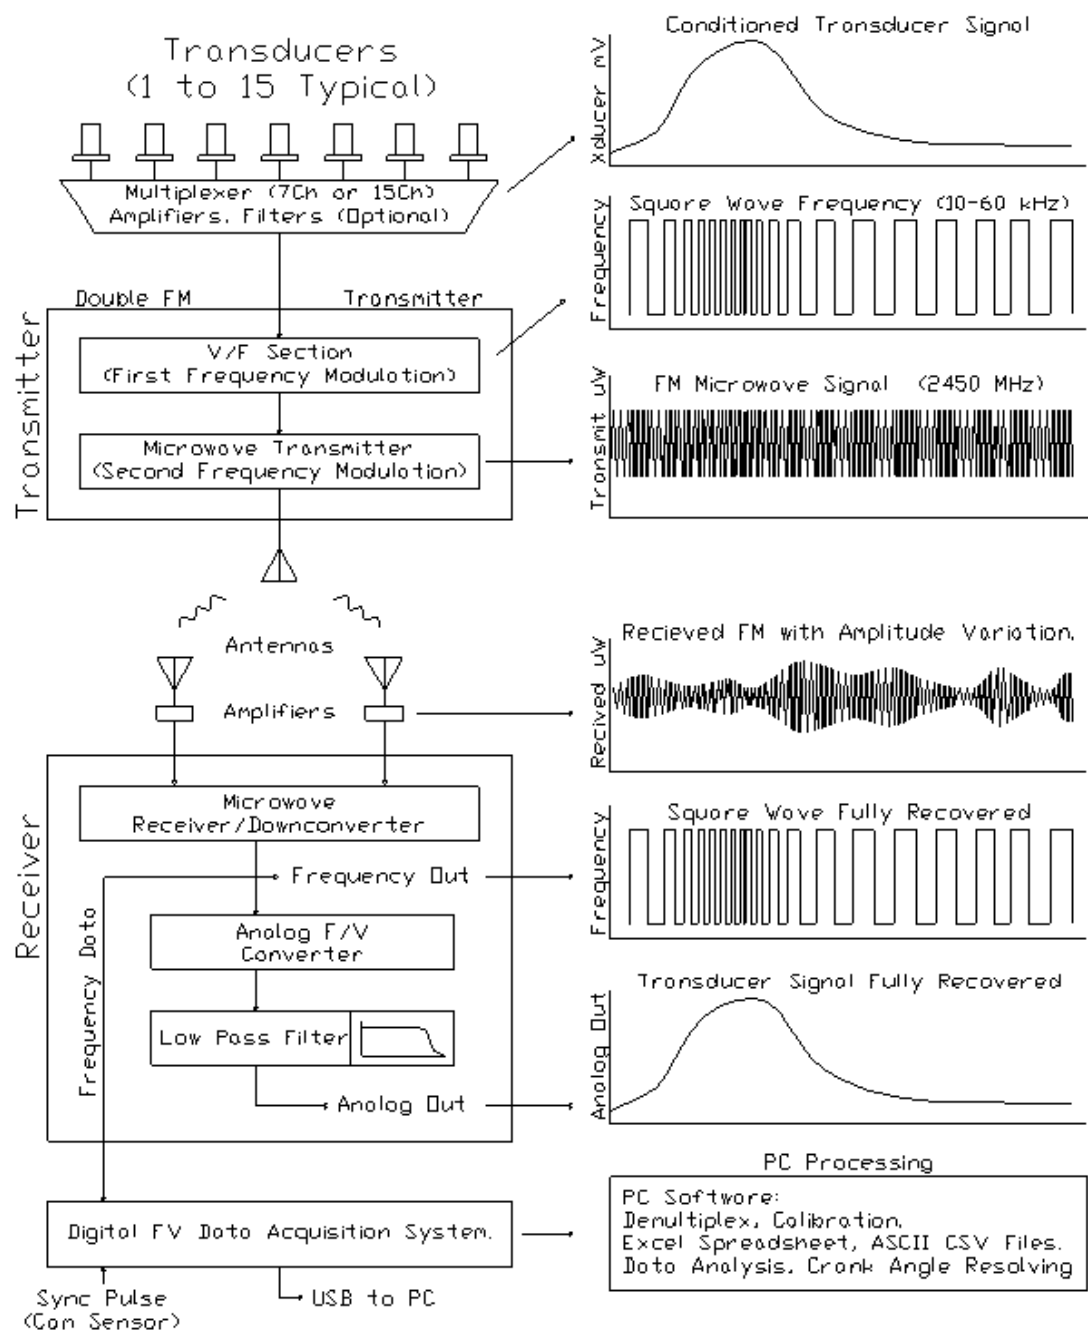 Transducers
(1 to 15 Typical)
Multiplexer (7Ch or 15Ch)
Amplifiers. Filters (Optional)
Double FM
Transmitter
Transmitter
V/F Section
(First Frequency Modulation)
Microwave Transmitter
(Second Frequency Modulation)
Antennas
Amplifiers
Receiver
Microwave
Receiver/Downconverter
Frequency Out
Frequency Data
Analog F/V
Converter
Low Pass Filter
Analog Out
Digital FV Data Acquisition System.
Sync Pulse
(Can Sensor)
USB to PC
Conditioned Transducer Signal
Xducer mV
Square Wave Frequency (10-60 kHz)
Frequency
FM Microwave Signal (2450 MHz)
Transmit uW
Recieved FM with Amplitude Variation.
Recived uW
Square Wave Fully Recovered
Frequency
Transducer Signal Fully Recovered
Analog Out
PC Processing
PC Software:
Demultiplex, Calibration.
Excel Spreadsheet, ASCII CSV Files.
Data Analysis. Crank Angle Resolving